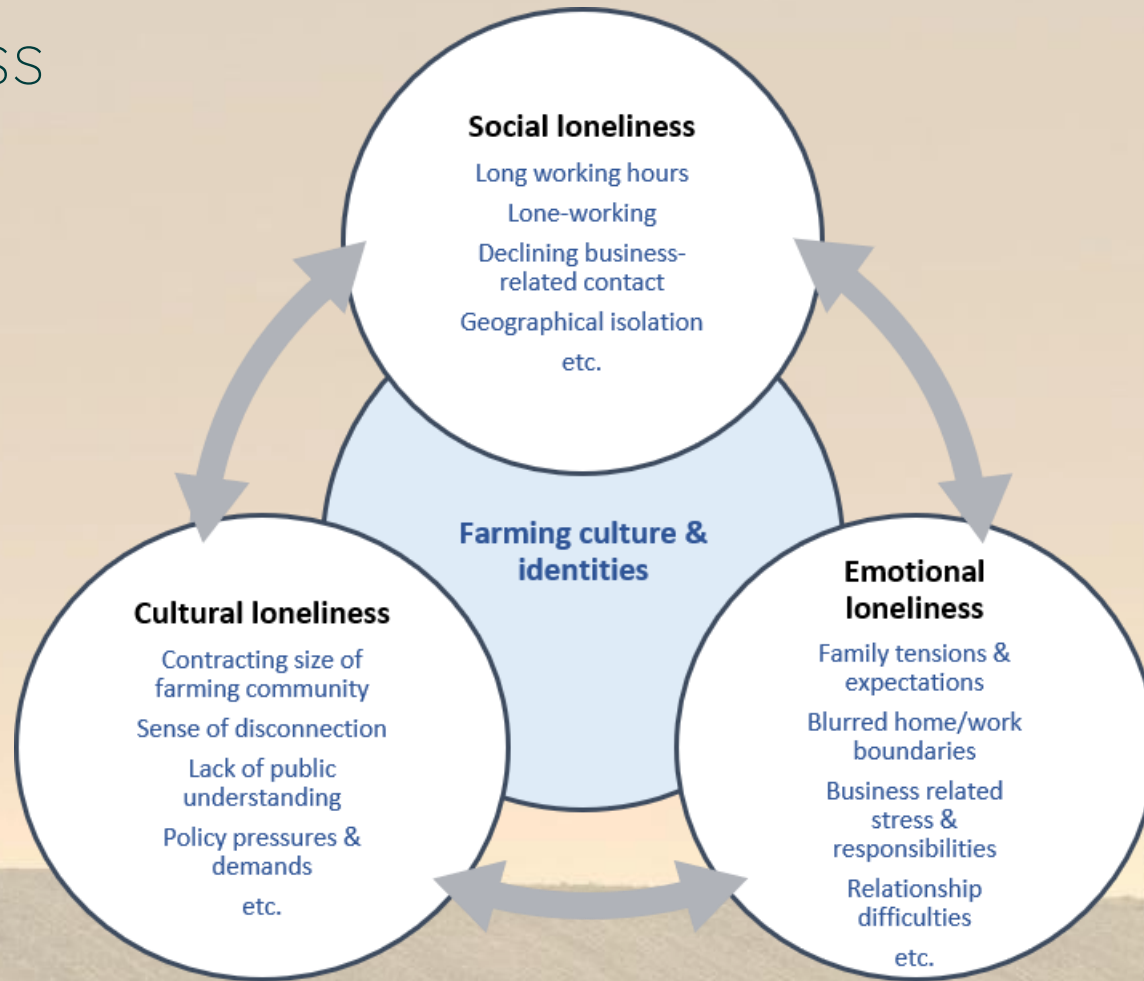 ss
Social loneliness
Long working hours
Lone-working
Declining business-
related contact
Geographical isolation
etc.
Farming culture &
identities
Cultural loneliness
Contracting size of
farming community
Sense of disconnection
Lack of public
understanding
Policy pressures &
demands
etc.
Emotional
loneliness
Family tensions &
expectations
Blurred home/work
boundaries
Business related
stress &
responsibilities
Relationship
difficulties
etc.